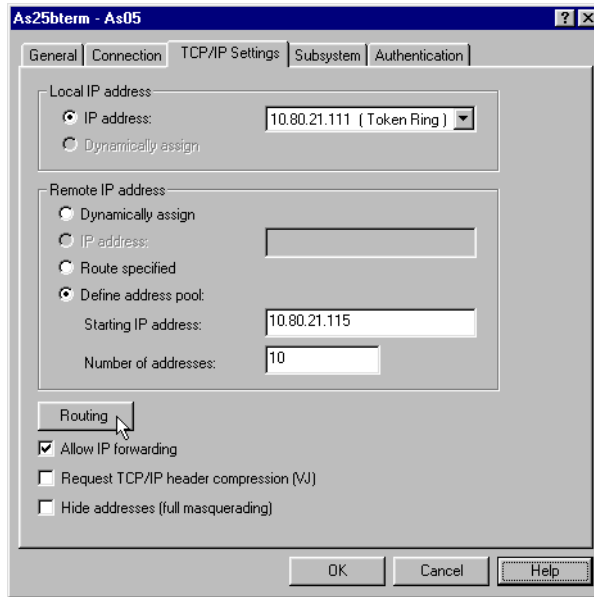 As25bterm - As05
General Connection TCP/IP Settings Subsystem Authentication
Local IP address
IP address: 10.80.21.111 ( Token Ring )
Dynamically assign
Remote IP address
Dynamically assign
IP address:
Route specified
Define address pool:
Starting IP address: 10.80.21.115
Number of addresses: 10
Routing
Allow IP forwarding
Request TCP/IP header compression (VJ)
Hide addresses (full masquerading)
OK Cancel Help